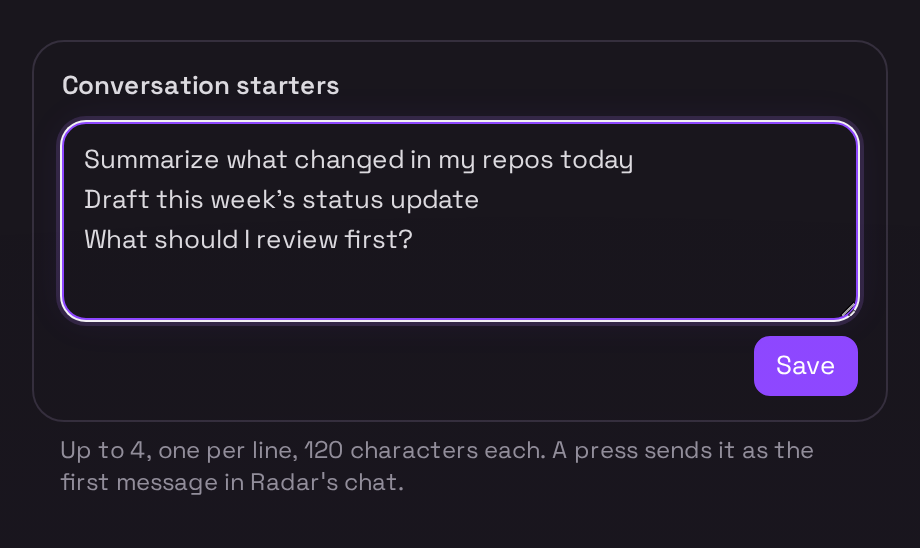 Conversation starters
Summarize what changed in my repos today
Draft this week's status update
What should I review first?
Save
Up to 4, one per line, 120 characters each. A press sends it as the
first message in Radar's chat.